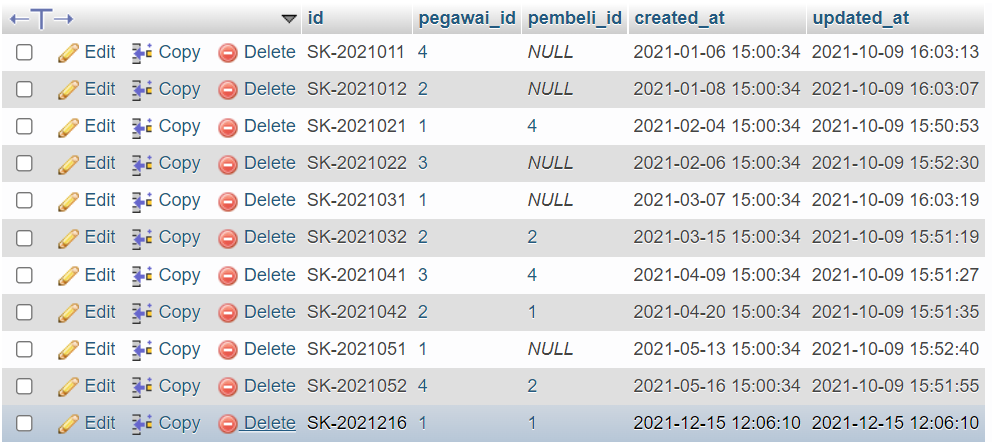 id pegawai_id pembeli_id created_at updated_at
Edit Copy Delete SK-2021011 4 NULL 2021-01-06 15:00:34 2021-10-09 16:03:13
Edit Copy Delete SK-2021012 2 NULL 2021-01-08 15:00:34 2021-10-09 16:03:07
Edit Copy Delete SK-2021021 1 4 2021-02-04 15:00:34 2021-10-09 15:50:53
Edit Copy Delete SK-2021022 3 NULL 2021-02-06 15:00:34 2021-10-09 15:52:30
Edit Copy Delete SK-2021031 1 NULL 2021-03-07 15:00:34 2021-10-09 16:03:19
Edit Copy Delete SK-2021032 2 2 2021-03-15 15:00:34 2021-10-09 15:51:19
Edit Copy Delete SK-2021041 3 4 2021-04-09 15:00:34 2021-10-09 15:51:27
Edit Copy Delete SK-2021042 2 1 2021-04-20 15:00:34 2021-10-09 15:51:35
Edit Copy Delete SK-2021051 1 NULL 2021-05-13 15:00:34 2021-10-09 15:52:40
Edit Copy Delete SK-2021052 4 2 2021-05-16 15:00:34 2021-10-09 15:51:55
Edit Copy Delete SK-2021216 1 1 2021-12-15 12:06:10 2021-12-15 12:06:10